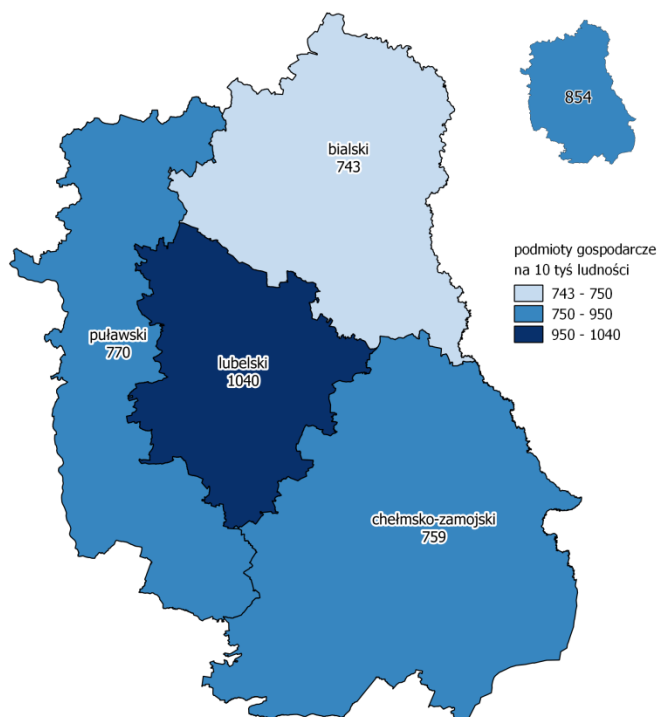 854
bialski
743
podmioty gospodarcze
na 10 tyś ludności
743 - 750
750 - 950
950 - 1040
puławski
770
lubelski
1040
chełmsko-zamojski
759